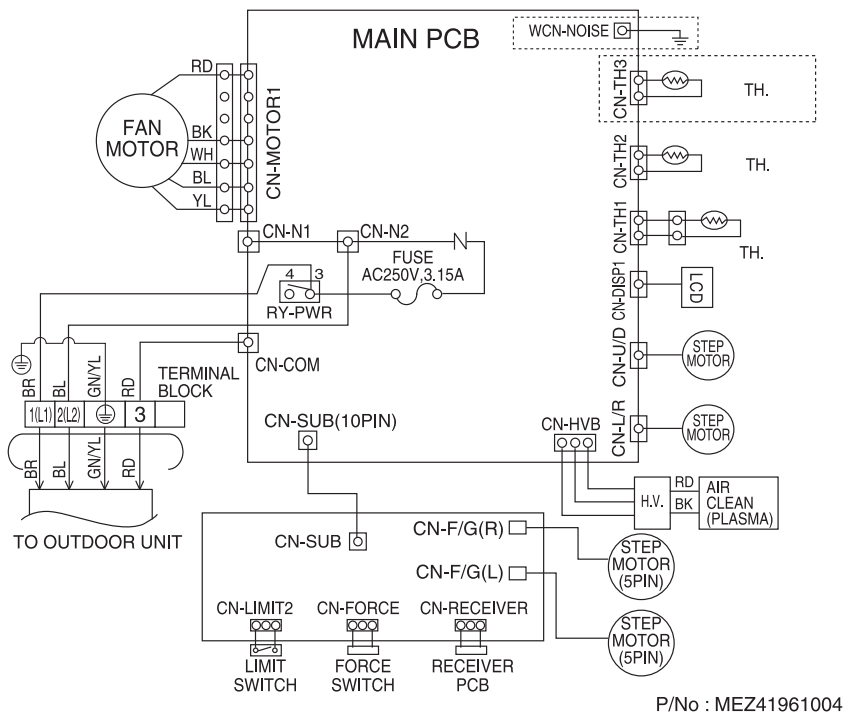 MAIN PCB
WCN-NOISE
RD
BK
WH
BL
YL
FAN
MOTOR
CN-MOTOR1
CN-TH3
TH.
CN-TH2
TH.
CN-TH1
TH.
CN-N1
CN-N2
N
FUSE
AC250V,3.15A
4 3
RY-PWR
CN-DISP1
LCD
CN-U/D
STEP
MOTOR
CN-L/R
STEP
MOTOR
CN-COM
TERMINAL
BLOCK
BR
BL
GN/YL
RD
1(L1)
2(L2)
3
BR
BL
GN/YL
RD
TO OUTDOOR UNIT
CN-SUB(10PIN)
CN-HVB
H.V.
RD
BK
AIR
CLEAN
(PLASMA)
CN-SUB
CN-F/G(R)
CN-F/G(L)
STEP
MOTOR
(5PIN)
STEP
MOTOR
(5PIN)
CN-LIMIT2
CN-FORCE
CN-RECEIVER
LIMIT
SWITCH
FORCE
SWITCH
RECEIVER
PCB
P/No : MEZ41961004